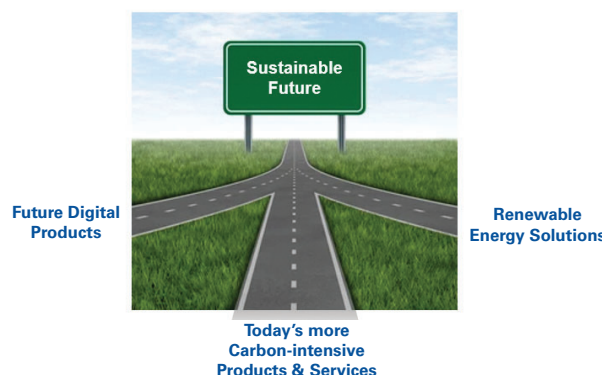 Sustainable
Future
Future Digital
Products
Renewable
Energy Solutions
Today's more
Carbon-intensive
Products & Services